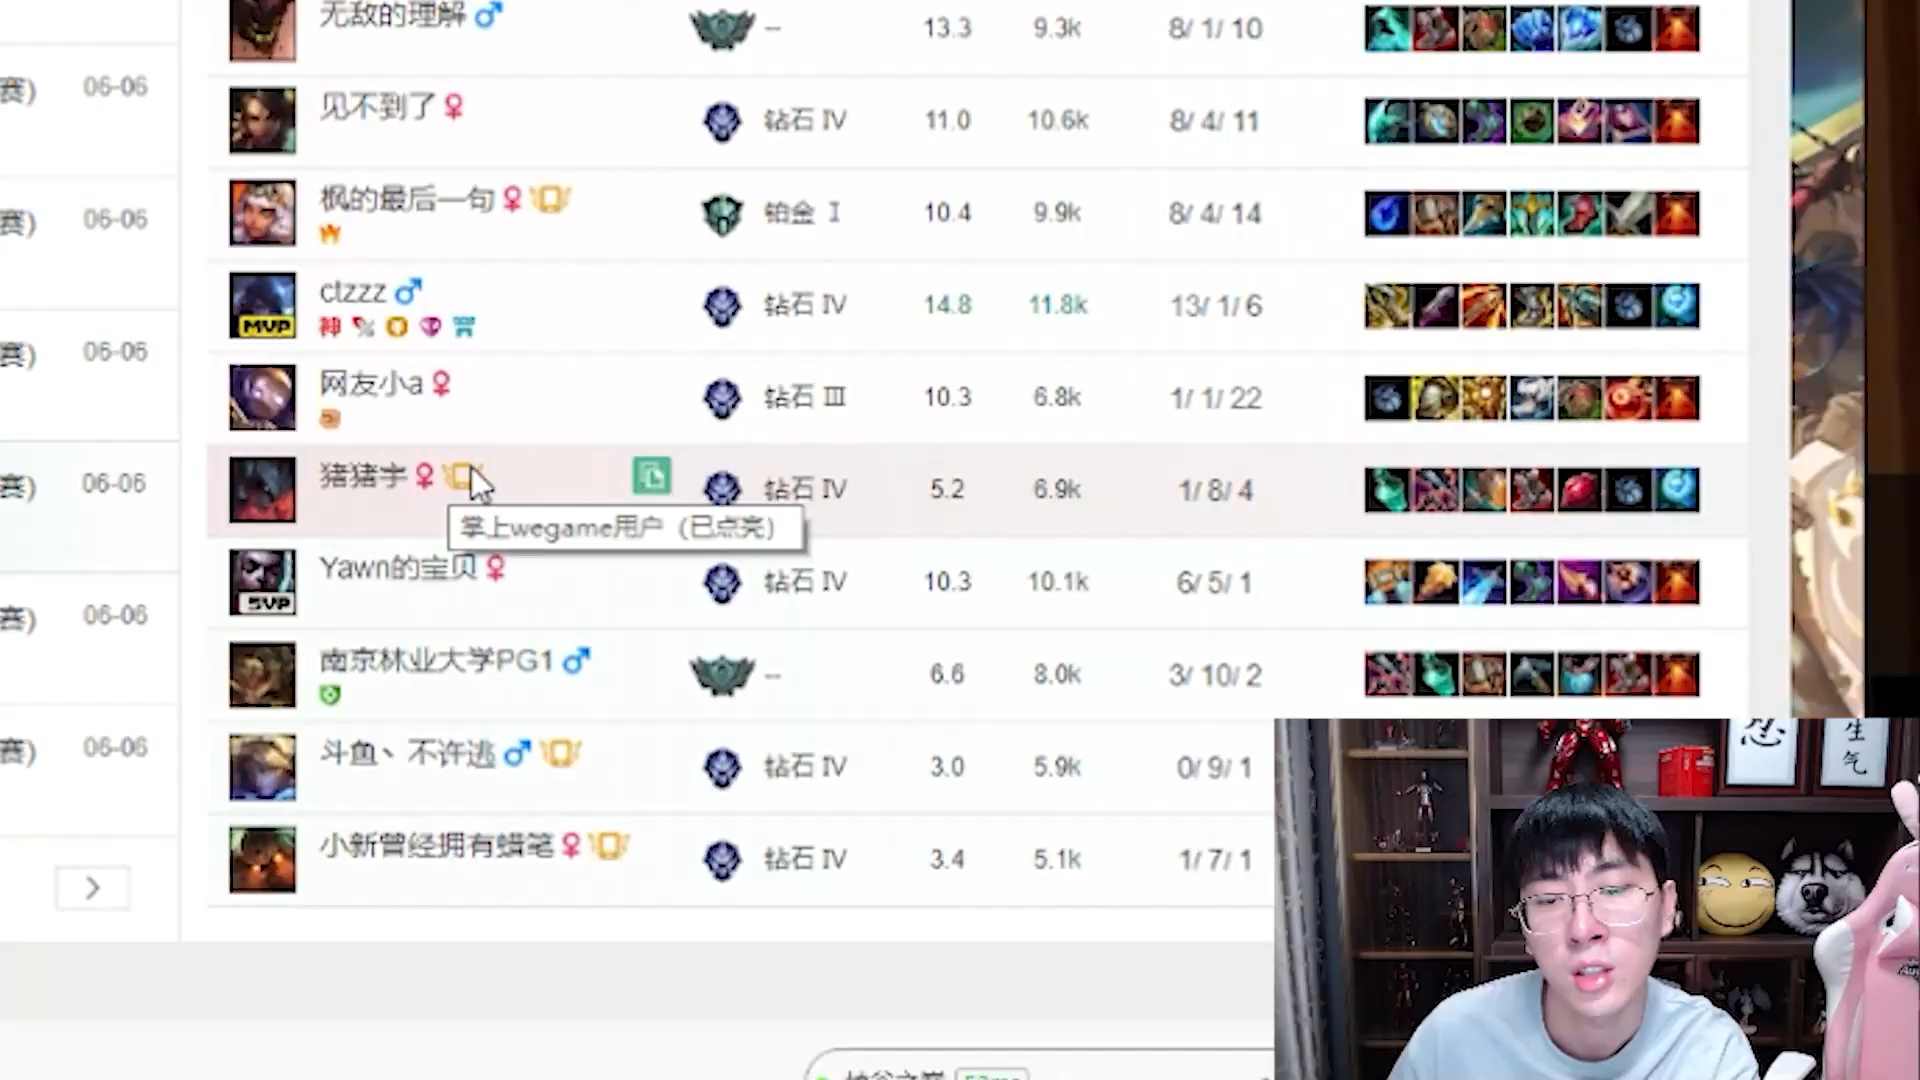 无敌的理解 -- 13.3 9.3k 8/ 1/ 10
赛) 06-06
见不到了 钻石 IV 11.0 10.6k 8/ 4/ 11
赛) 06-06
枫的最后一句 铂金 I 10.4 9.9k 8/ 4/ 14
ctzzz 钻石 IV 14.8 11.8k 13/ 1/ 6
MVP 神
赛) 06-06
网友小a 钻石 III 10.3 6.8k 1/ 1/ 22
赛) 06-06
猪猪宇 钻石 IV 5.2 6.9k 1/ 8/ 4
掌上wegame用户（已点亮）
Yawn的宝贝 钻石 IV 10.3 10.1k 6/ 5/ 1
SVP
赛) 06-06
南京林业大学PG1 -- 6.6 8.0k 3/ 10/ 2
赛) 06-06
斗鱼丶不许逃 钻石 IV 3.0 5.9k 0/ 9/ 1
小新曾经拥有蜡笔 钻石 IV 3.4 5.1k 1/ 7/ 1
忍
生气